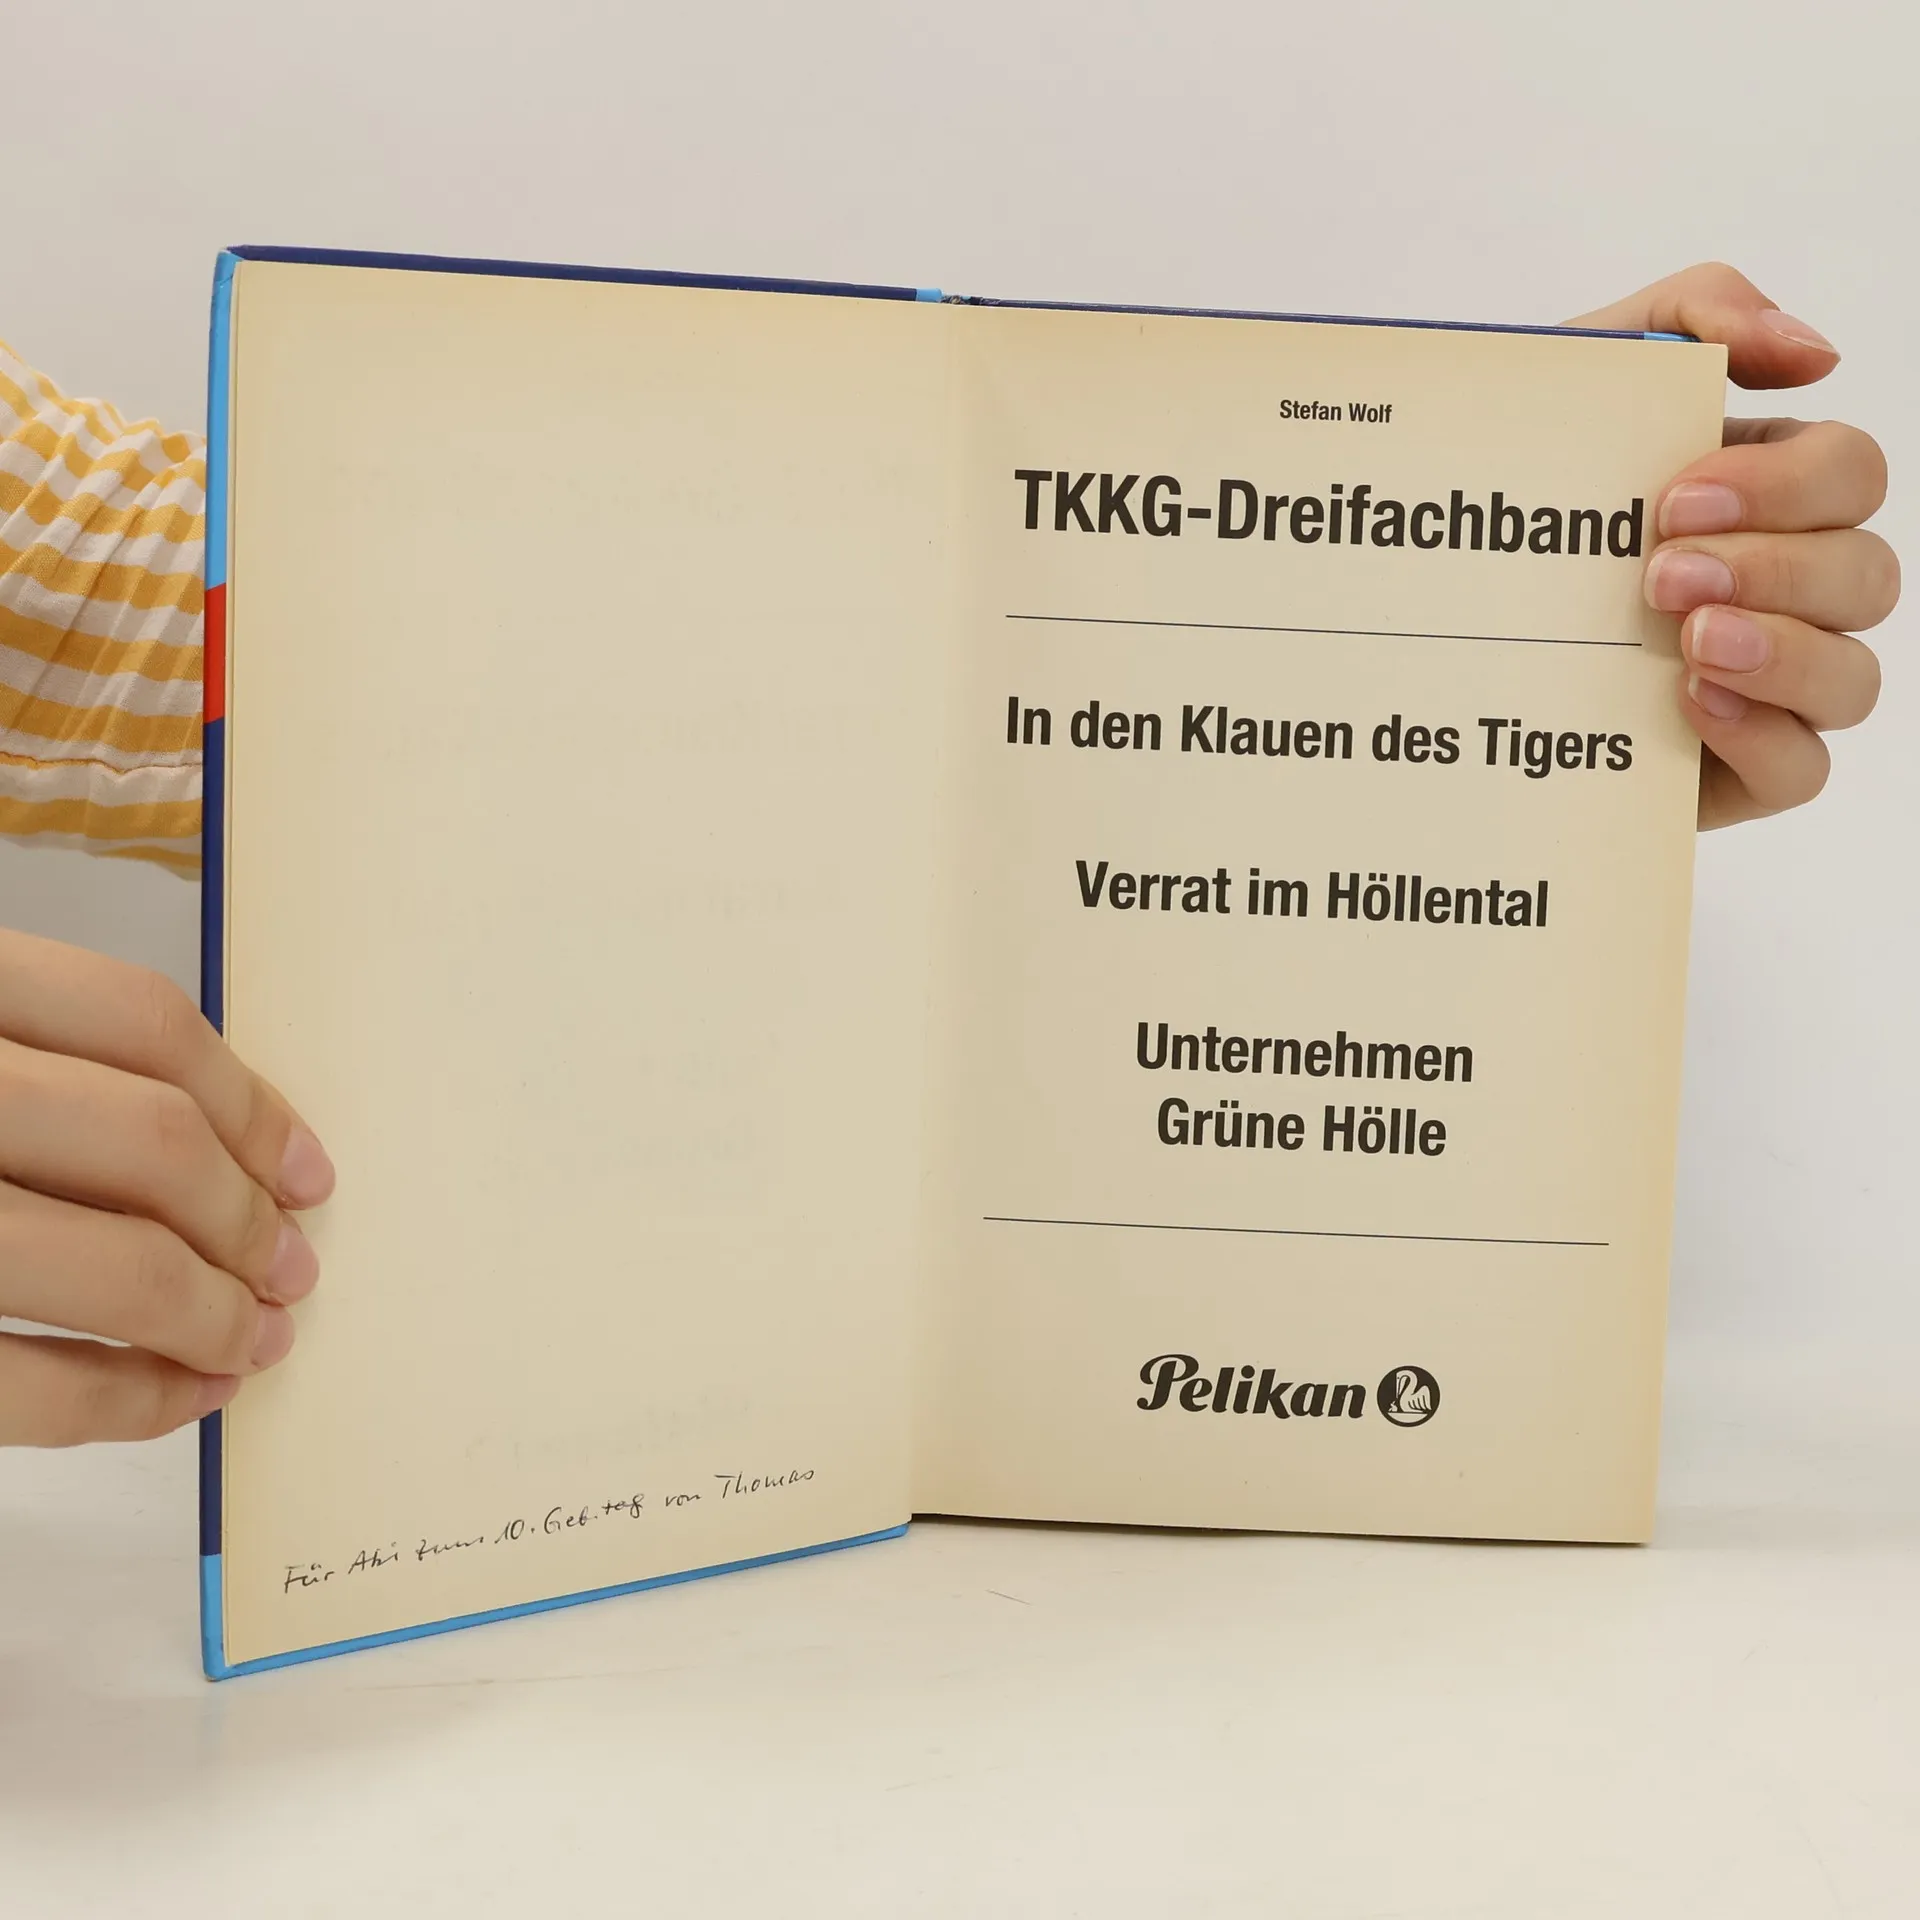 Für Aki zum 10. Geb.tag von Thomas
Stefan Wolf
TKKG-Dreifachband
In den Klauen des Tigers
Verrat im Höllental
Unternehmen
Grüne Hölle
Pelikan